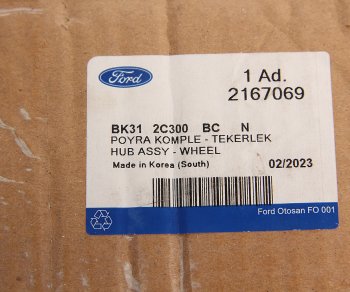 Ford
1 Ad.
2167069
BK31 2C300 BC N
POYRA KOMPLE - TEKERLEK
HUB ASSY - WHEEL
Made in Korea (South) 02/2023
Ford Otosan FO 001